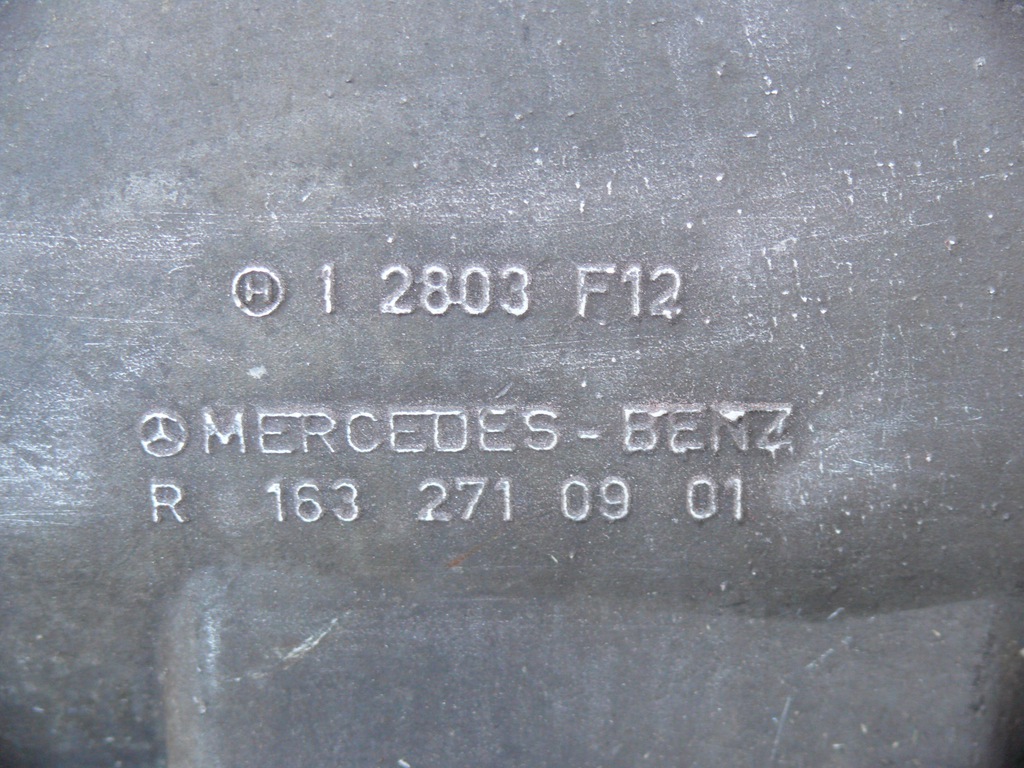 H 1 2803 F12
MERCEDES-BENZ
R 163 271 09 01